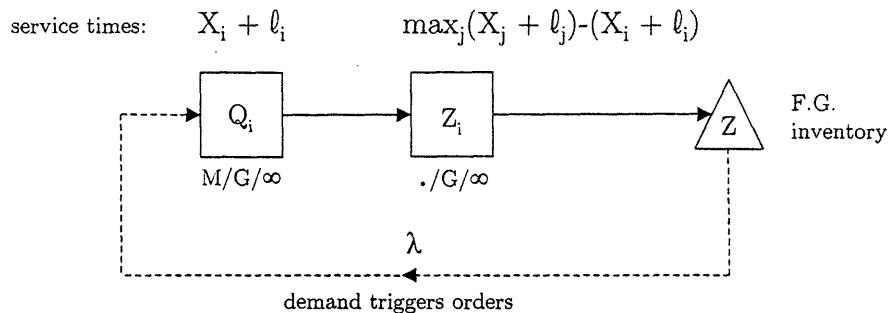 service times: X_i + ℓ_i max_j(X_j + ℓ_j)-(X_i + ℓ_i)
Q_i Z_i Z F.G.
inventory
M/G/∞ ./G/∞
λ
demand triggers orders